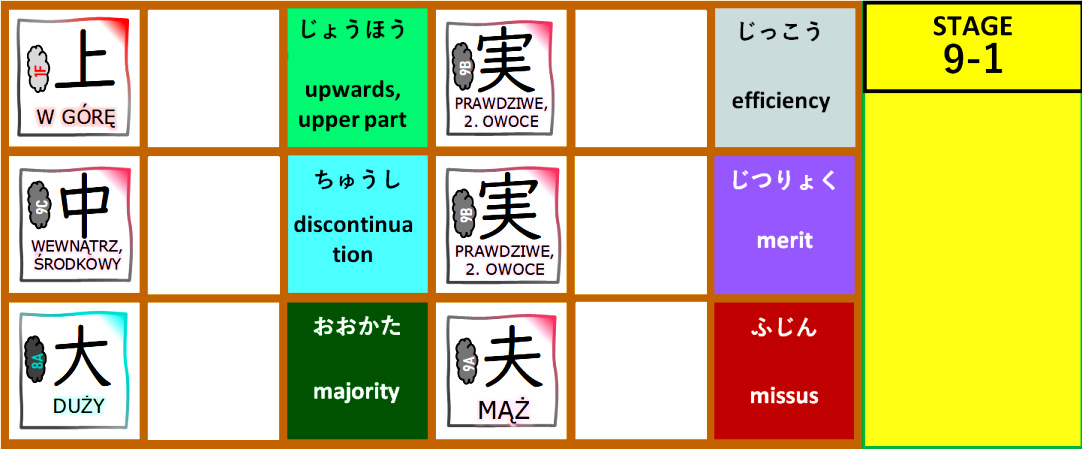 1F
上
W GÓRĘ
じょうほう
upwards,
upper part
9B
実
PRAWDZIWE,
2. OWOCE
じっこう
efficiency
STAGE
9-1
9C
中
WEWNĄTRZ,
ŚRODKOWY
ちゅうし
discontinua
tion
9B
実
PRAWDZIWE,
2. OWOCE
じつりょく
merit
8A
大
DUŻY
おおかた
majority
9A
夫
MĄŻ
ふじん
missus